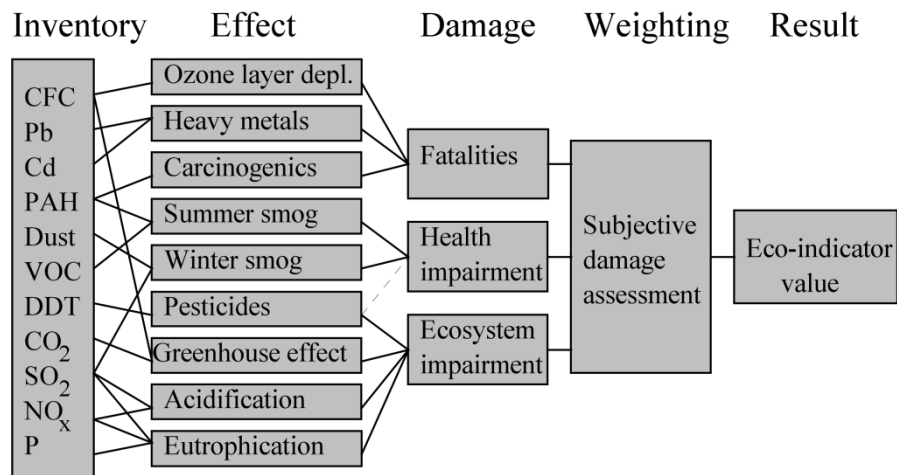 Inventory Effect Damage Weighting Result
CFC
Pb
Cd
PAH
Dust
VOC
DDT
CO2
SO2
NOx
P
Ozone layer depl.
Heavy metals
Carcinogenics
Summer smog
Winter smog
Pesticides
Greenhouse effect
Acidification
Eutrophication
Fatalities
Health
impairment
Ecosystem
impairment
Subjective
damage
assessment
Eco-indicator
value